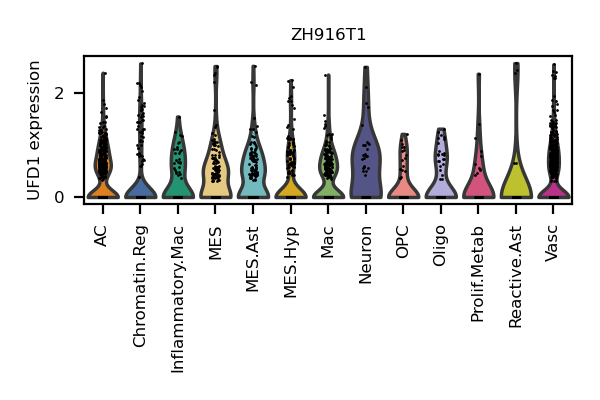 ZH916T1
UFD1 expression
2
0
AC
Chromatin.Reg
Inflammatory.Mac
MES
MES.Ast
MES.Hyp
Mac
Neuron
OPC
Oligo
Prolif.Metab
Reactive.Ast
Vasc